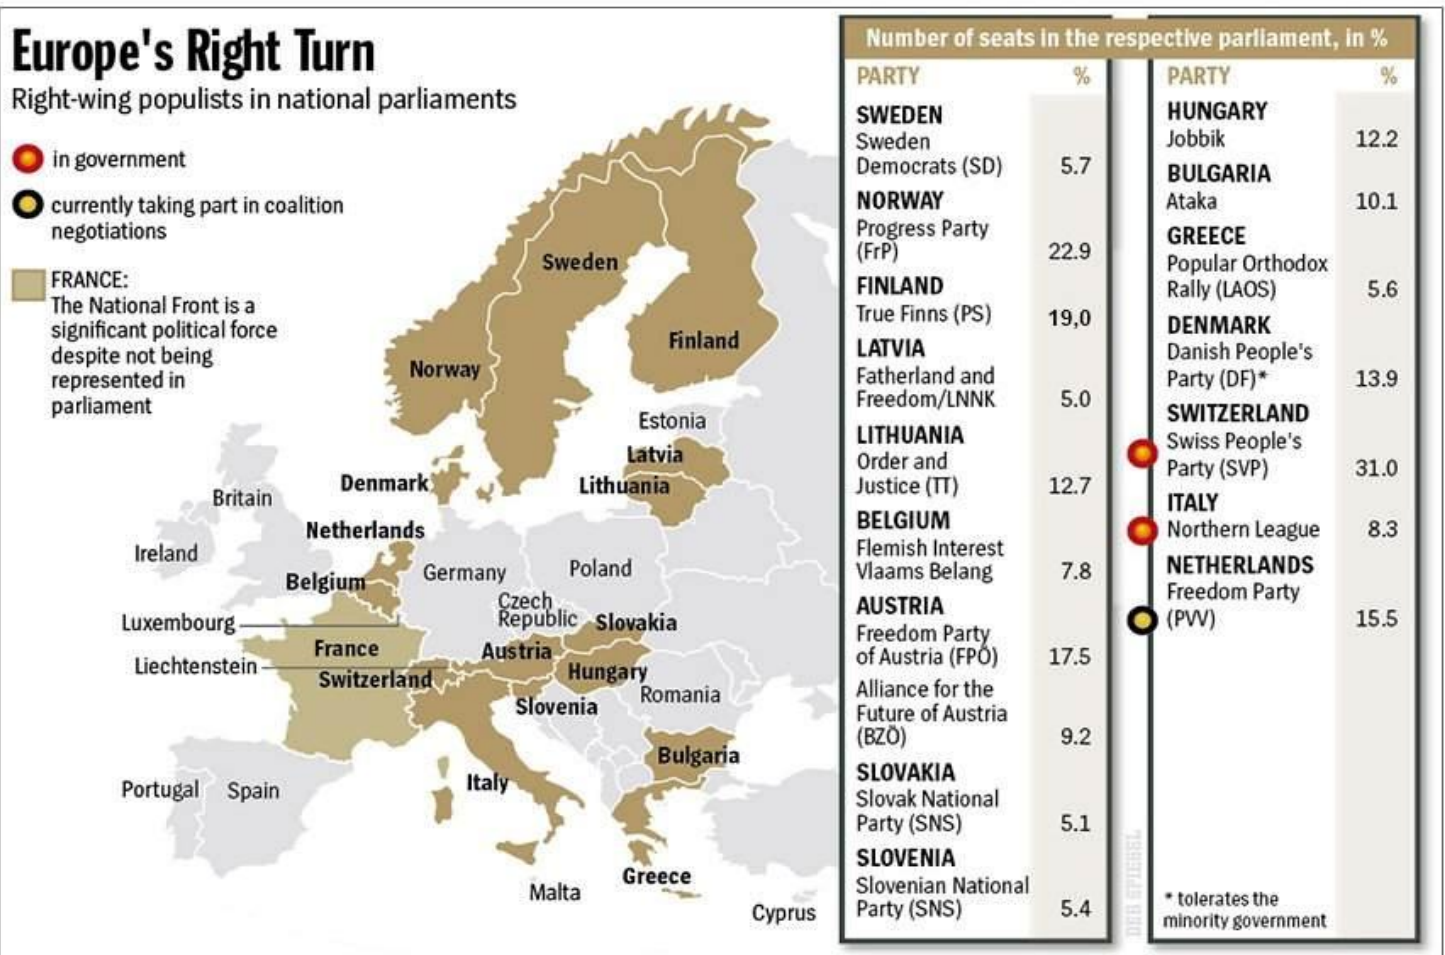 Europe's Right Turn
Right-wing populists in national parliaments
in government
currently taking part in coalition
negotiations
FRANCE:
The National Front is a
significant political force
despite not being
represented in
parliament
Sweden
Finland
Norway
Estonia
Latvia
Denmark
Lithuania
Britain
Netherlands
Ireland
Belgium
Germany
Poland
Czech
Republic
Luxembourg
Slovakia
France
Austria
Liechtenstein
Switzerland
Hungary
Romania
Slovenia
Bulgaria
Italy
Portugal
Spain
Greece
Malta
Cyprus
Number of seats in the respective parliament, in %
PARTY %
SWEDEN
Sweden
Democrats (SD) 5.7
NORWAY
Progress Party
(FrP) 22.9
FINLAND
True Finns (PS) 19,0
LATVIA
Fatherland and
Freedom/LNNK 5.0
LITHUANIA
Order and
Justice (TT) 12.7
BELGIUM
Flemish Interest
Vlaams Belang 7.8
AUSTRIA
Freedom Party
of Austria (FPÖ) 17.5
Alliance for the
Future of Austria
(BZÖ) 9.2
SLOVAKIA
Slovak National
Party (SNS) 5.1
SLOVENIA
Slovenian National
Party (SNS) 5.4
PARTY %
HUNGARY
Jobbik 12.2
BULGARIA
Ataka 10.1
GREECE
Popular Orthodox
Rally (LAOS) 5.6
DENMARK
Danish People's
Party (DF)* 13.9
SWITZERLAND
Swiss People's
Party (SVP) 31.0
ITALY
Northern League 8.3
NETHERLANDS
Freedom Party
(PVV) 15.5
* tolerates the
minority government
DER SPIEGEL